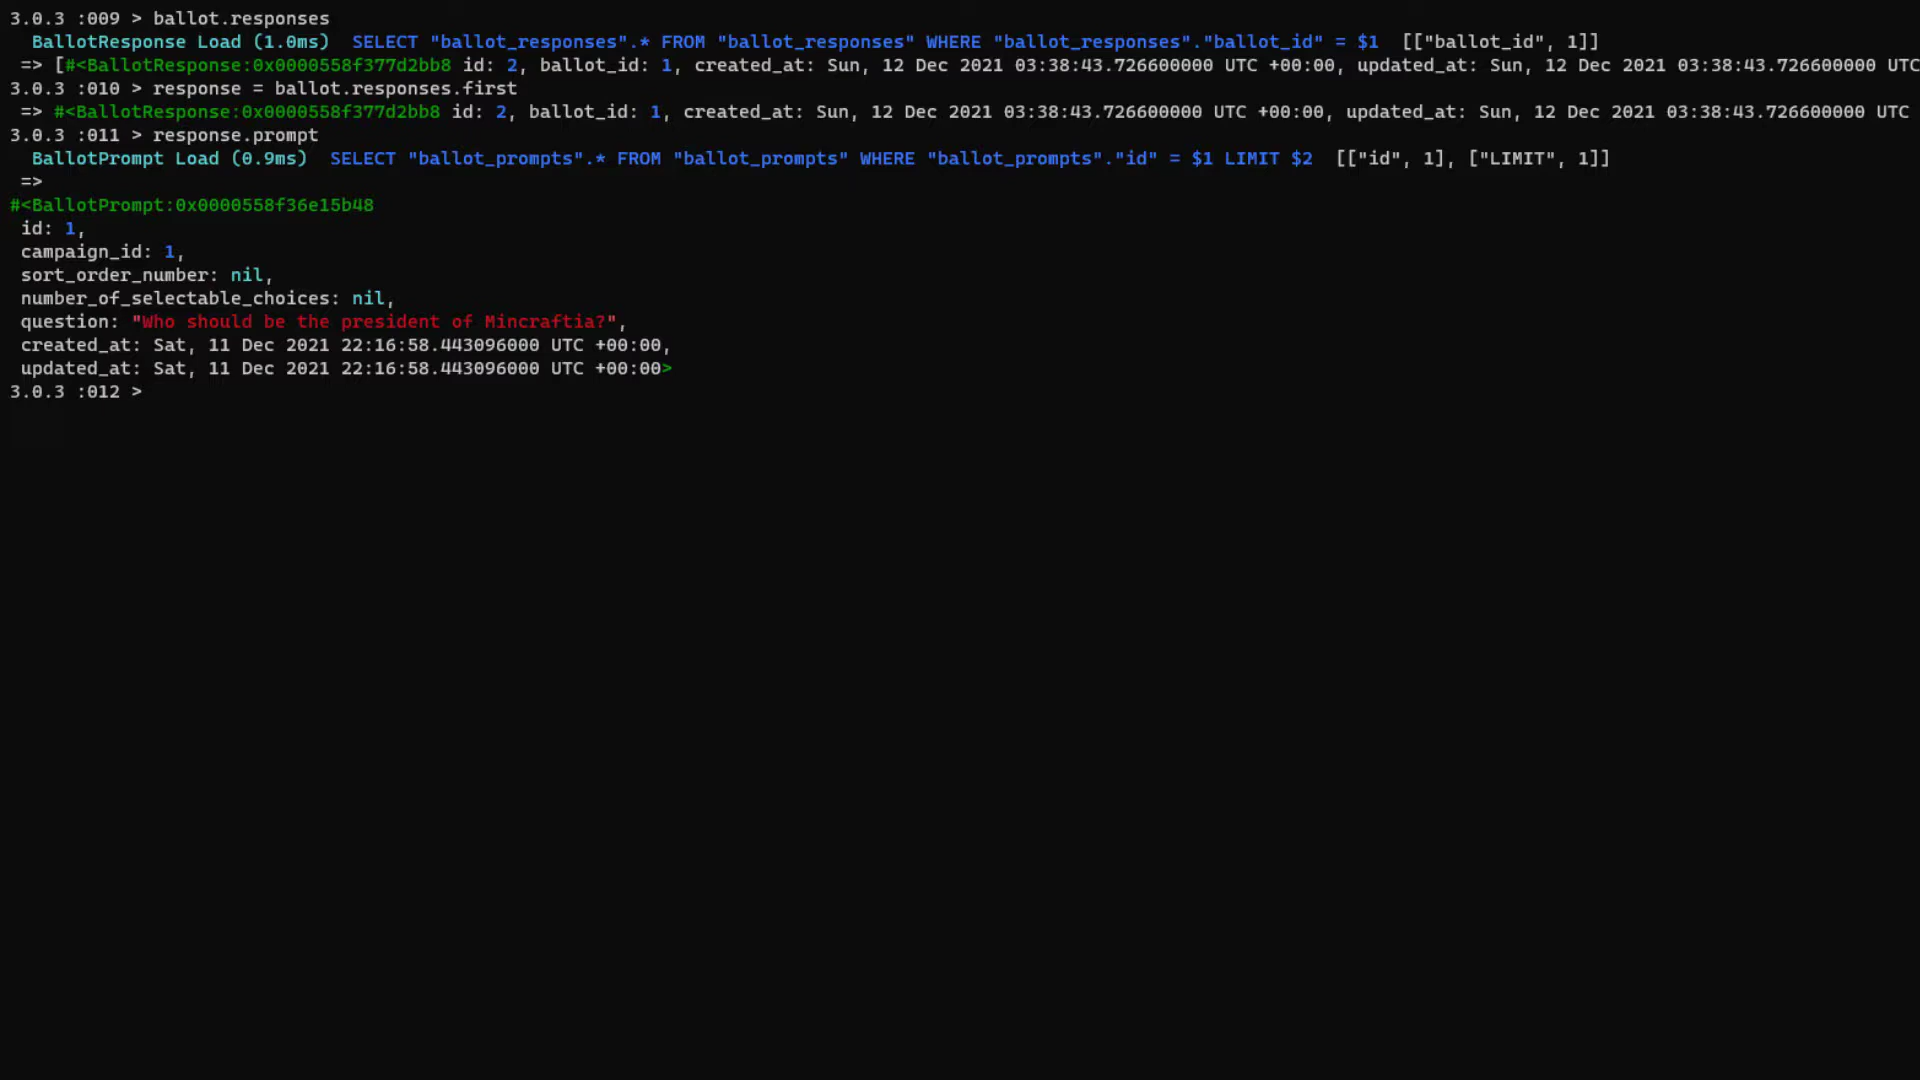 3.0.3 :009 > ballot.responses
BallotResponse Load (1.0ms)  SELECT "ballot_responses".* FROM "ballot_responses" WHERE "ballot_responses"."ballot_id" = $1  [["ballot_id", 1]]
=> [#<BallotResponse:0x0000558f377d2bb8 id: 2, ballot_id: 1, created_at: Sun, 12 Dec 2021 03:38:43.726600000 UTC +00:00, updated_at: Sun, 12 Dec 2021 03:38:43.726600000 UTC
3.0.3 :010 > response = ballot.responses.first
=> #<BallotResponse:0x0000558f377d2bb8 id: 2, ballot_id: 1, created_at: Sun, 12 Dec 2021 03:38:43.726600000 UTC +00:00, updated_at: Sun, 12 Dec 2021 03:38:43.726600000 UTC
3.0.3 :011 > response.prompt
BallotPrompt Load (0.9ms)  SELECT "ballot_prompts".* FROM "ballot_prompts" WHERE "ballot_prompts"."id" = $1 LIMIT $2  [["id", 1], ["LIMIT", 1]]
=>
#<BallotPrompt:0x0000558f36e15b48
id: 1,
campaign_id: 1,
sort_order_number: nil,
number_of_selectable_choices: nil,
question: "Who should be the president of Mincraftia?",
created_at: Sat, 11 Dec 2021 22:16:58.443096000 UTC +00:00,
updated_at: Sat, 11 Dec 2021 22:16:58.443096000 UTC +00:00>
3.0.3 :012 >